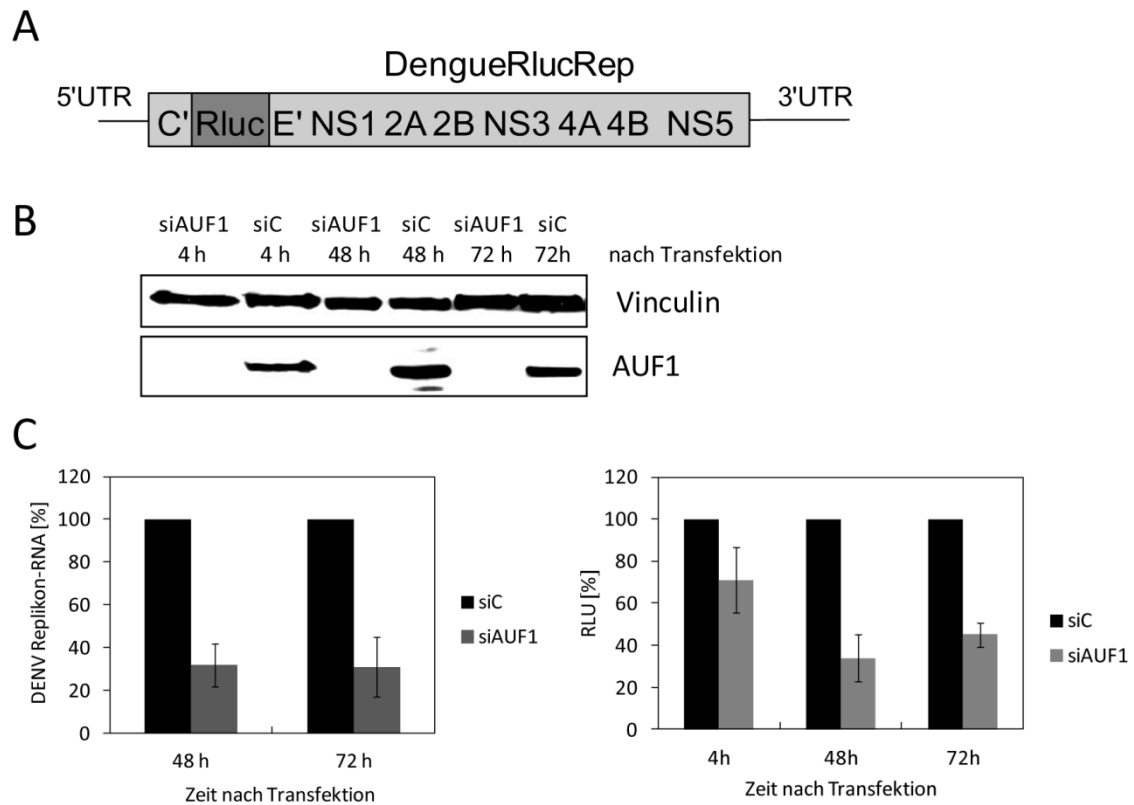 A
DengueRlucRep
5'UTR
3'UTR
C' Rluc E' NS1 2A 2B NS3 4A 4B NS5
B
siAUF1 siC siAUF1 siC siAUF1 siC
4 h 4 h 48 h 48 h 72 h 72h nach Transfektion
Vinculin
AUF1
C
DENV Replikon-RNA [%]
120
100
80
60
40
20
0
48 h 72 h
Zeit nach Transfektion
siC
siAUF1
RLU [%]
120
100
80
60
40
20
0
4h 48h 72h
Zeit nach Transfektion
siC
siAUF1